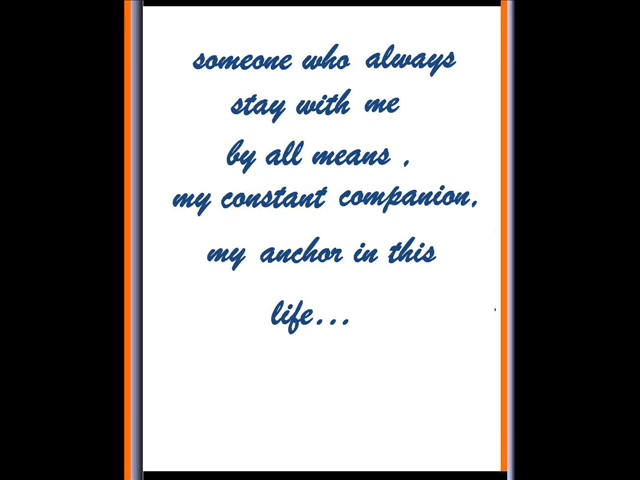 someone who always
stay with me
by all means ,
my constant companion,
my anchor in this
life...